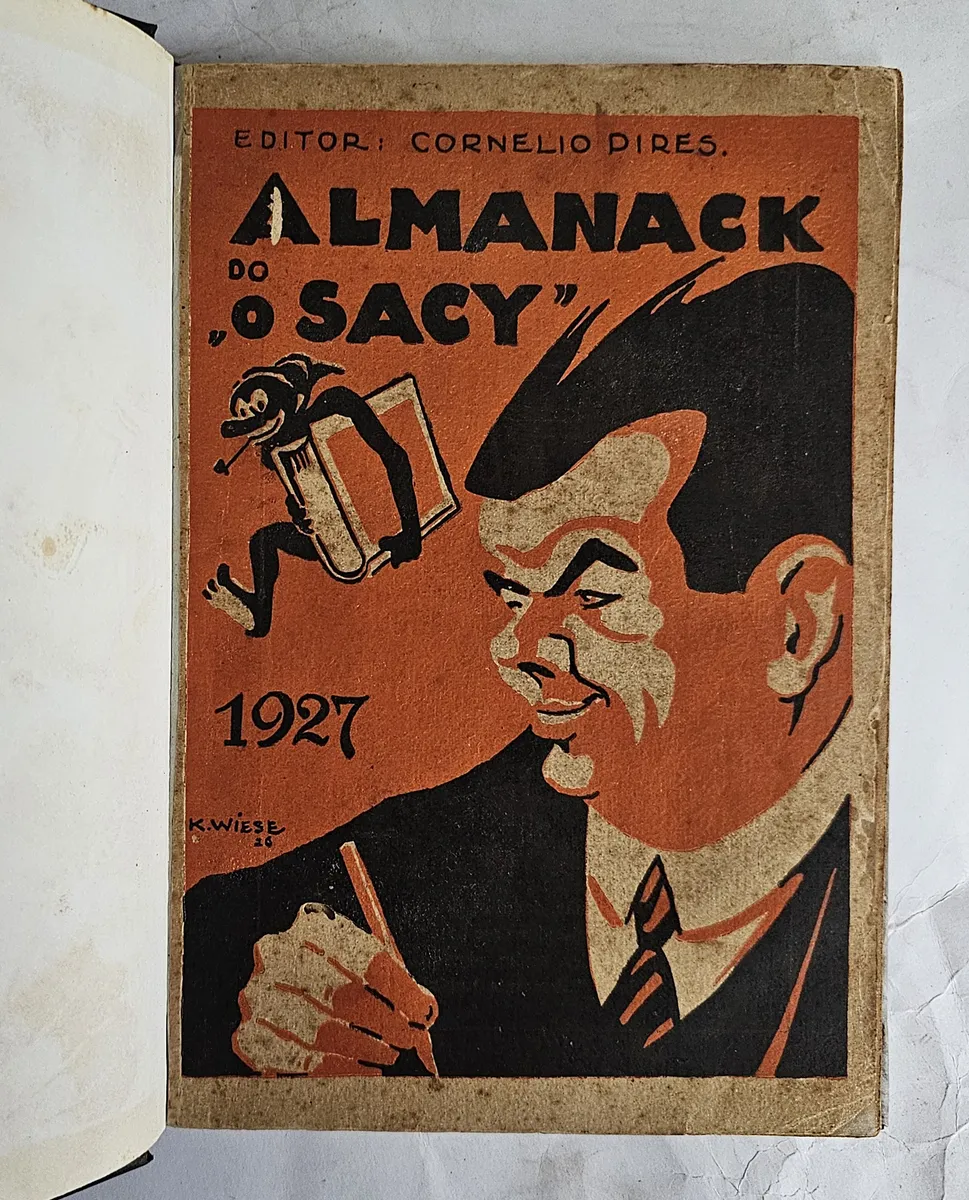 EDITOR: CORNELIO PIRES.
ALMANACK
DO
„O SACY”
1927
K.WIESE
26